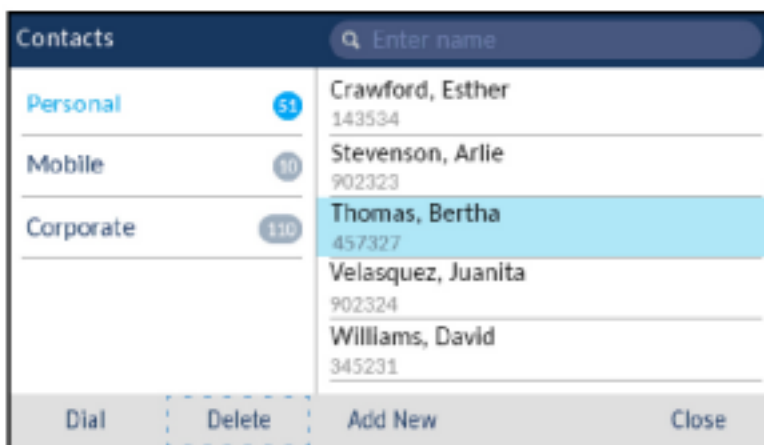 Contacts
Enter name
Personal 51
Mobile 10
Corporate 110
Crawford, Esther
143534
Stevenson, Arlie
902323
Thomas, Bertha
457327
Velasquez, Juanita
902324
Williams, David
345231
Dial Delete Add New Close